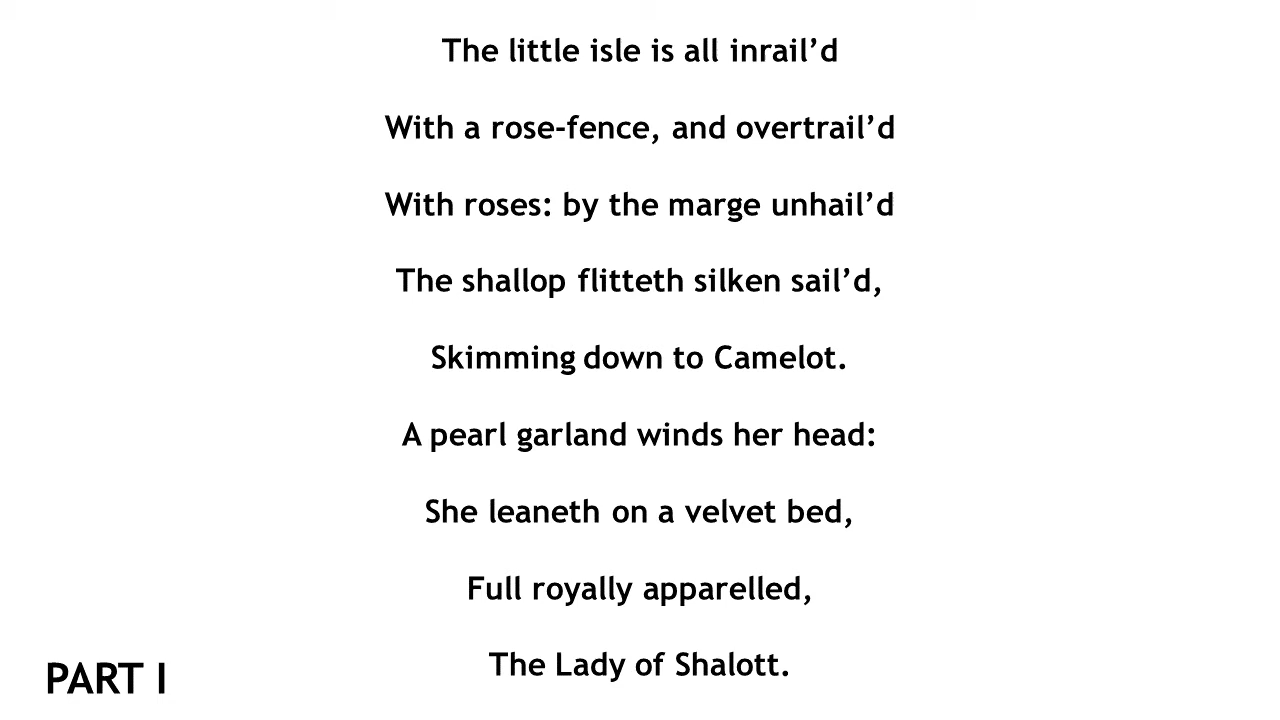 The little isle is all inrail’d
With a rose-fence, and overtrail’d
With roses: by the marge unhail’d
The shallop flitteth silken sail’d,
Skimming down to Camelot.
A pearl garland winds her head:
She leaneth on a velvet bed,
Full royally apparelled,
The Lady of Shalott.
PART I